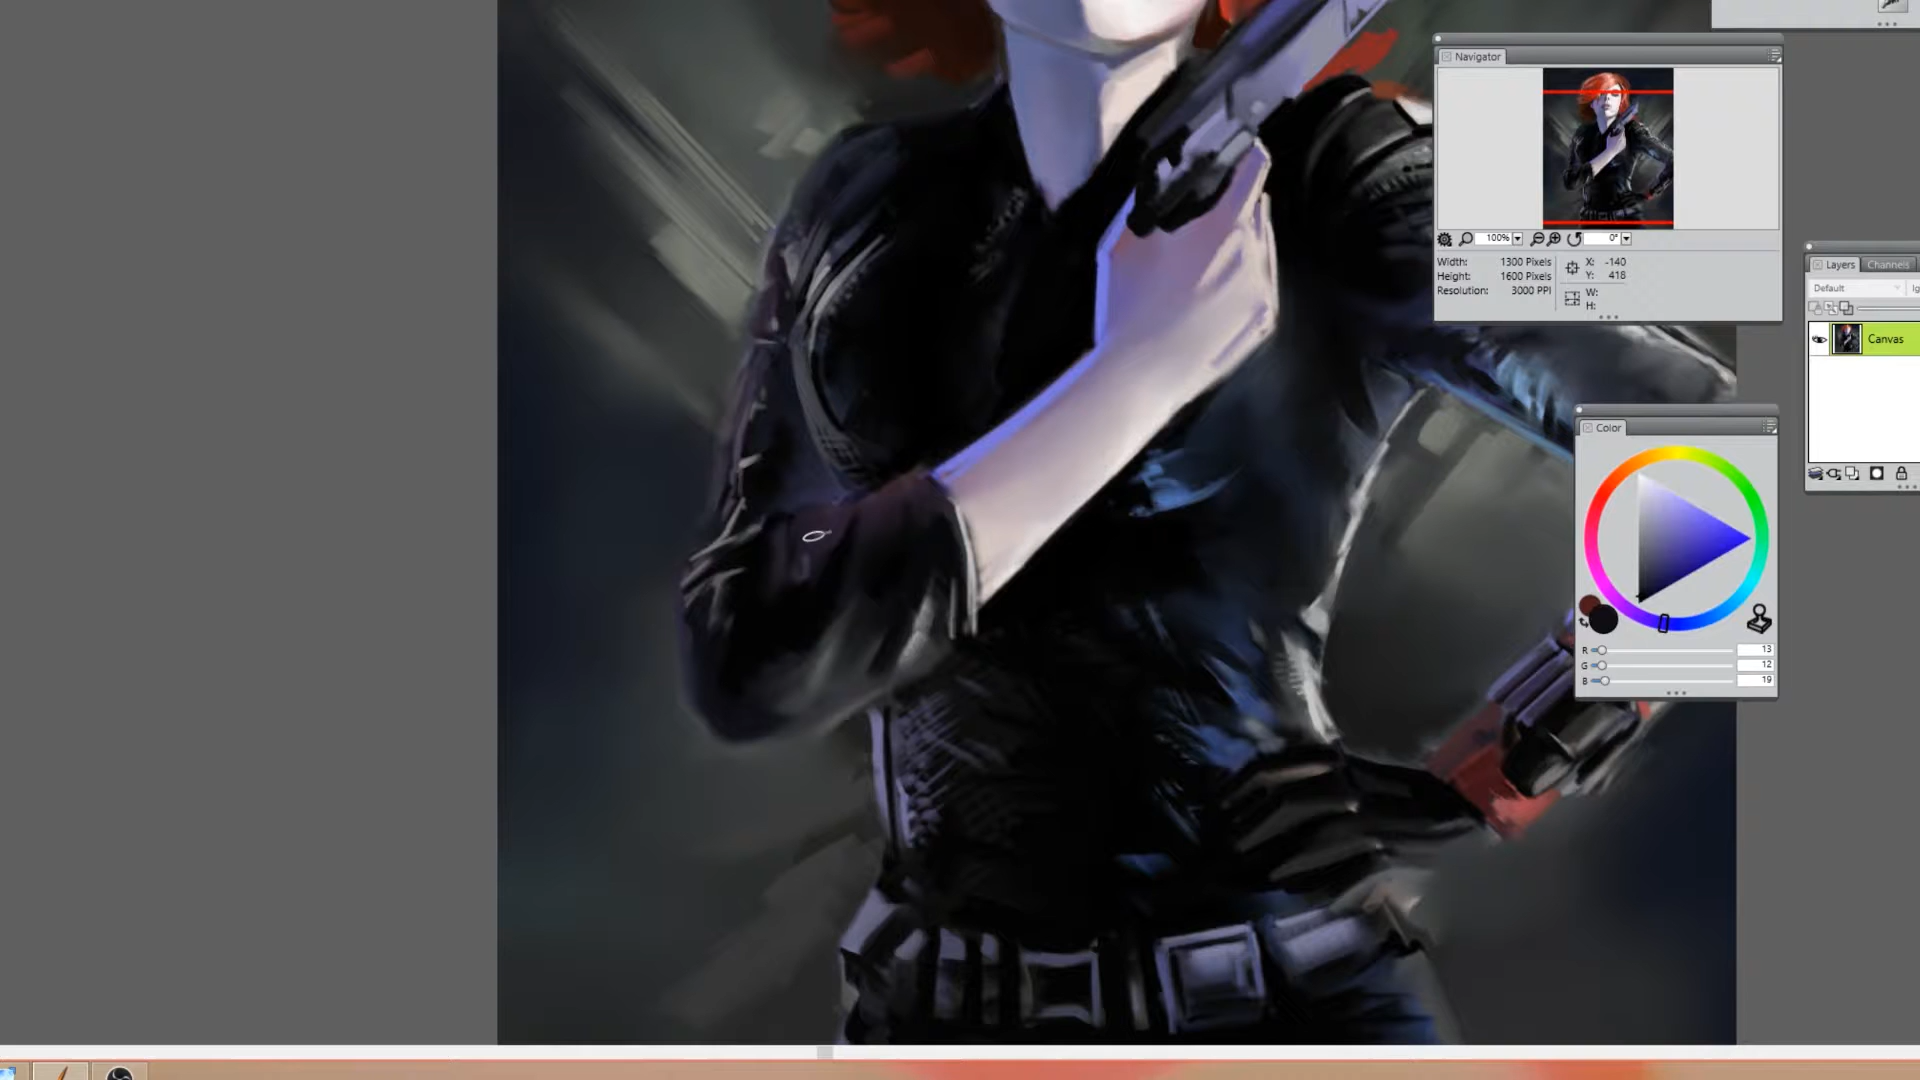 Navigator
100%
0°
Width: 1300 Pixels
Height: 1600 Pixels
Resolution: 3000 PPI
X: -140
Y: 418
W:
H:
Layers Channels
Default
Canvas
Color
R 13
G 12
B 19